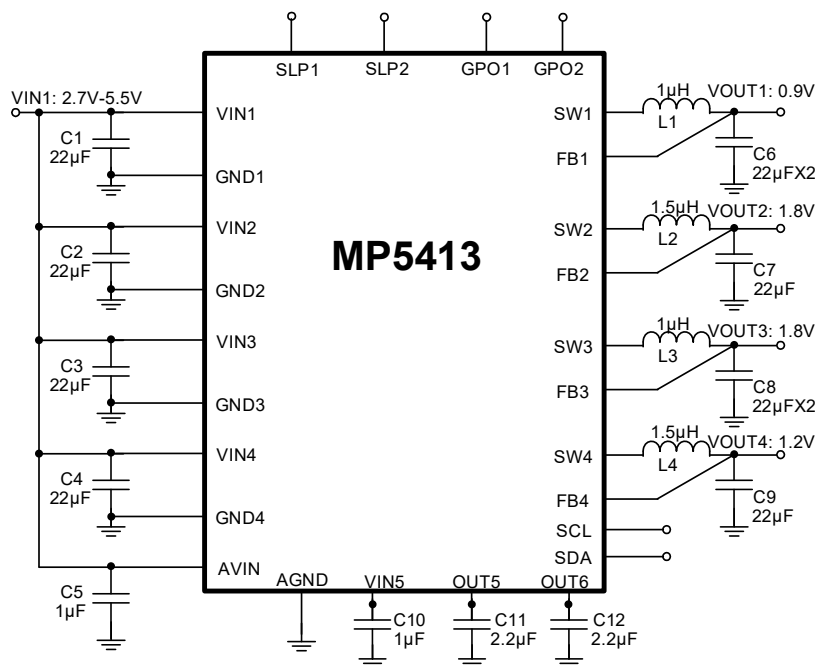 SLP1
SLP2
GPO1
GPO2
VIN1: 2.7V-5.5V
VIN1
C1
22μF
GND1
VIN2
C2
22μF
GND2
VIN3
C3
22μF
GND3
VIN4
C4
22μF
GND4
AVIN
C5
1μF
MP5413
SW1
1μH
L1
VOUT1: 0.9V
FB1
C6
22μFX2
SW2
1.5μH
L2
VOUT2: 1.8V
FB2
C7
22μF
SW3
1μH
L3
VOUT3: 1.8V
FB3
C8
22μFX2
SW4
1.5μH
L4
VOUT4: 1.2V
FB4
C9
22μF
SCL
SDA
AGND
VIN5
OUT5
OUT6
C10
1μF
C11
2.2μF
C12
2.2μF